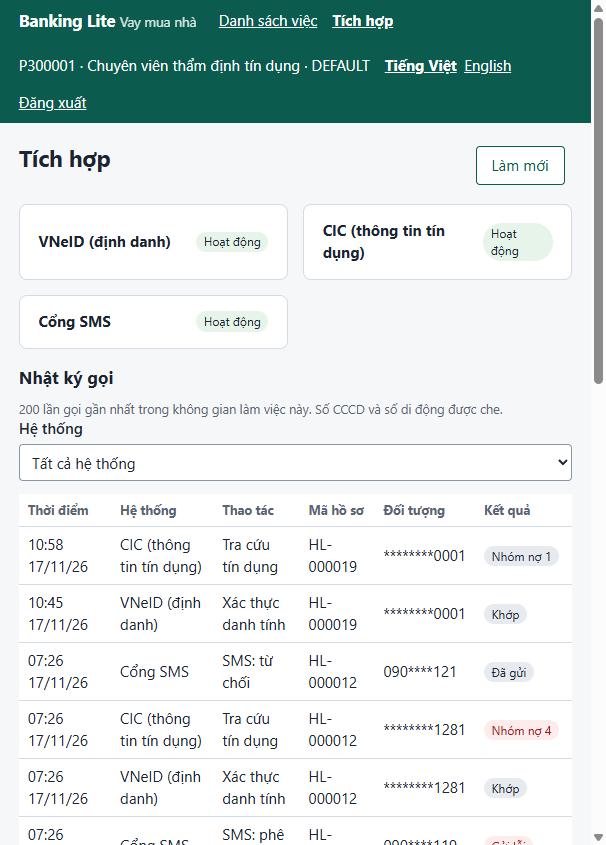 Banking Lite Vay mua nhà Danh sách việc Tích hợp
P300001 · Chuyên viên thẩm định tín dụng · DEFAULT Tiếng Việt English
Đăng xuất
Tích hợp
Làm mới
VNeID (định danh) Hoạt động
CIC (thông tin tín dụng) Hoạt động
Cổng SMS Hoạt động
Nhật ký gọi
200 lần gọi gần nhất trong không gian làm việc này. Số CCCD và số di động được che.
Hệ thống
Tất cả hệ thống
Thời điểm Hệ thống Thao tác Mã hồ sơ Đối tượng Kết quả
10:58 17/11/26 CIC (thông tin tín dụng) Tra cứu tín dụng HL-000019 ********0001 Nhóm nợ 1
10:45 17/11/26 VNeID (định danh) Xác thực danh tính HL-000019 ********0001 Khớp
07:26 17/11/26 Cổng SMS SMS: từ chối HL-000012 090****121 Đã gửi
07:26 17/11/26 CIC (thông tin tín dụng) Tra cứu tín dụng HL-000012 ********1281 Nhóm nợ 4
07:26 17/11/26 VNeID (định danh) Xác thực danh tính HL-000012 ********1281 Khớp
07:26 Cổng SMS SMS: phê HL-